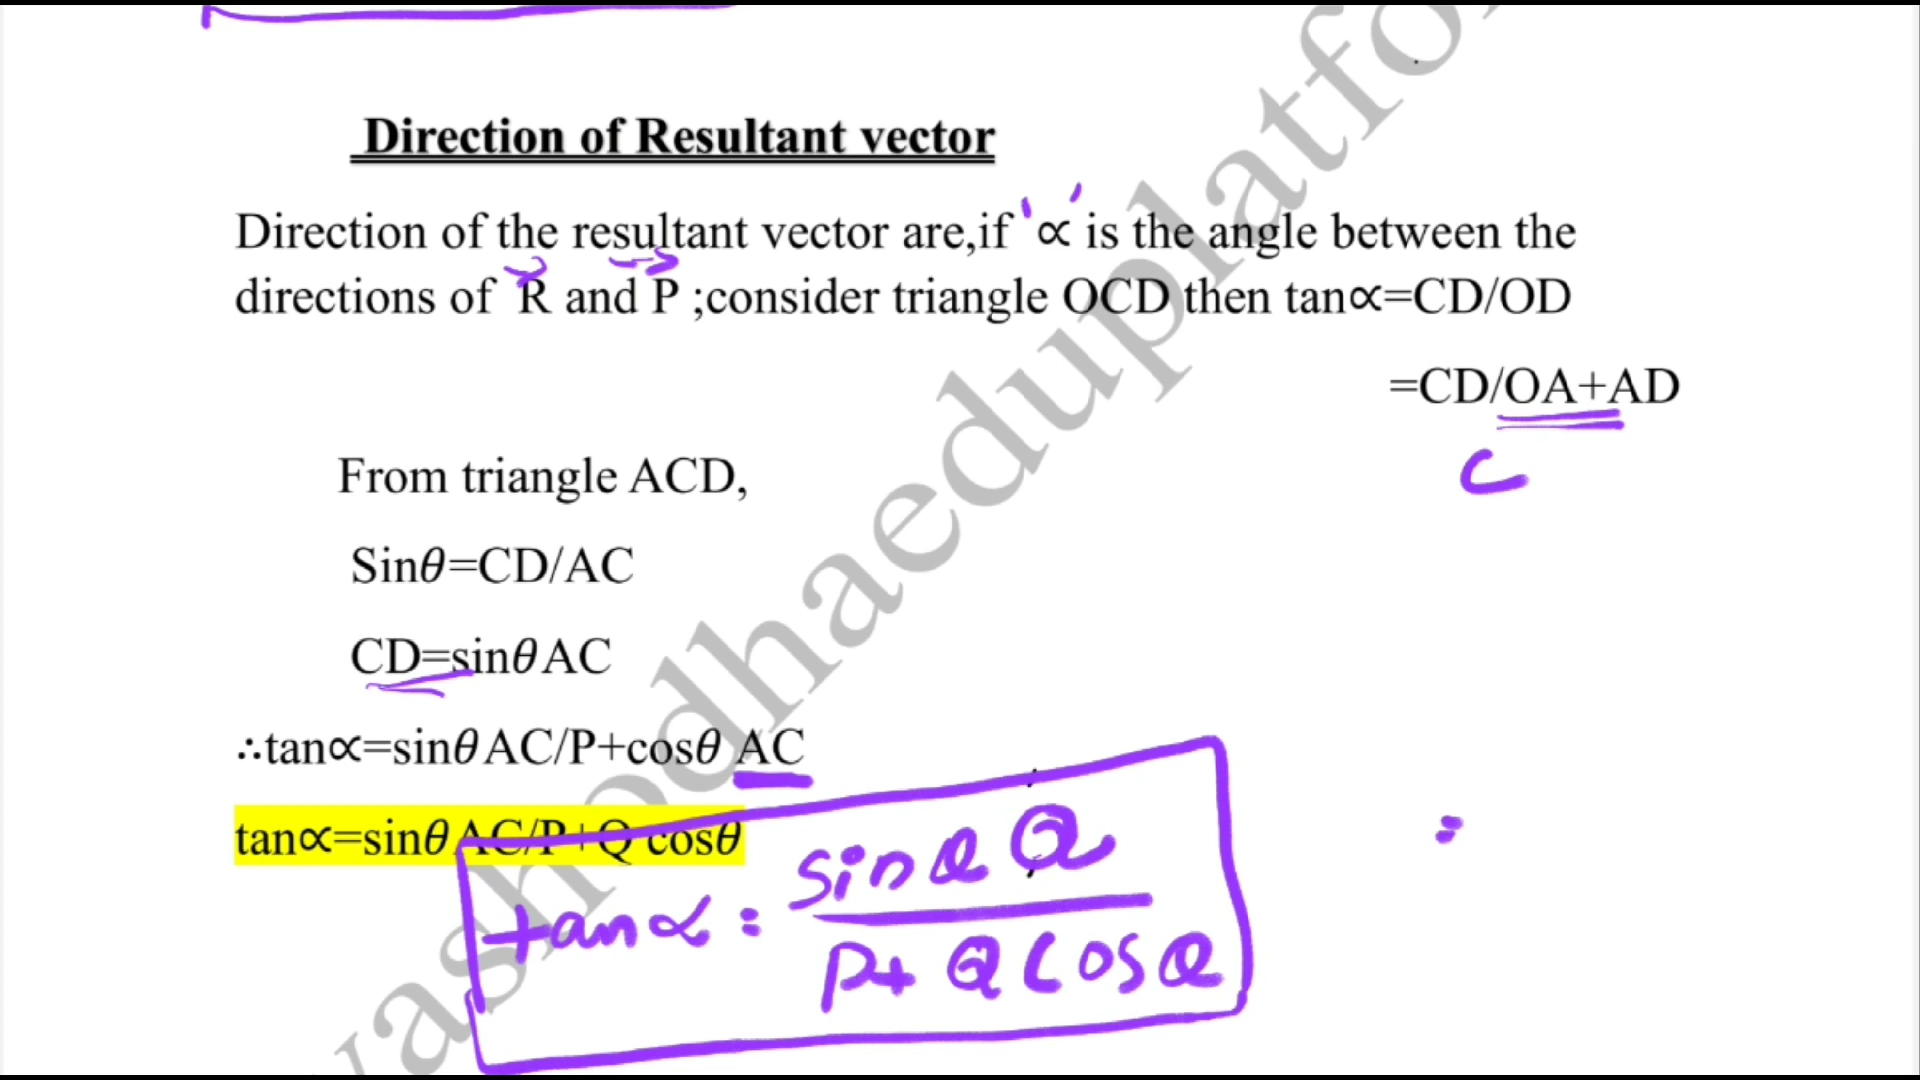 Direction of Resultant vector
Direction of the resultant vector are,if '∝' is the angle between the
directions of R and P ;consider triangle OCD then tan∝=CD/OD
=CD/OA+AD
C
From triangle ACD,
Sinθ=CD/AC
CD=sinθAC
∴tan∝=sinθAC/P+cosθ AC
tan∝=sinθAC/P+Q cosθ
tanα = sinθ Q
P+ Q cosθ
=
yashodhaeduplatfo